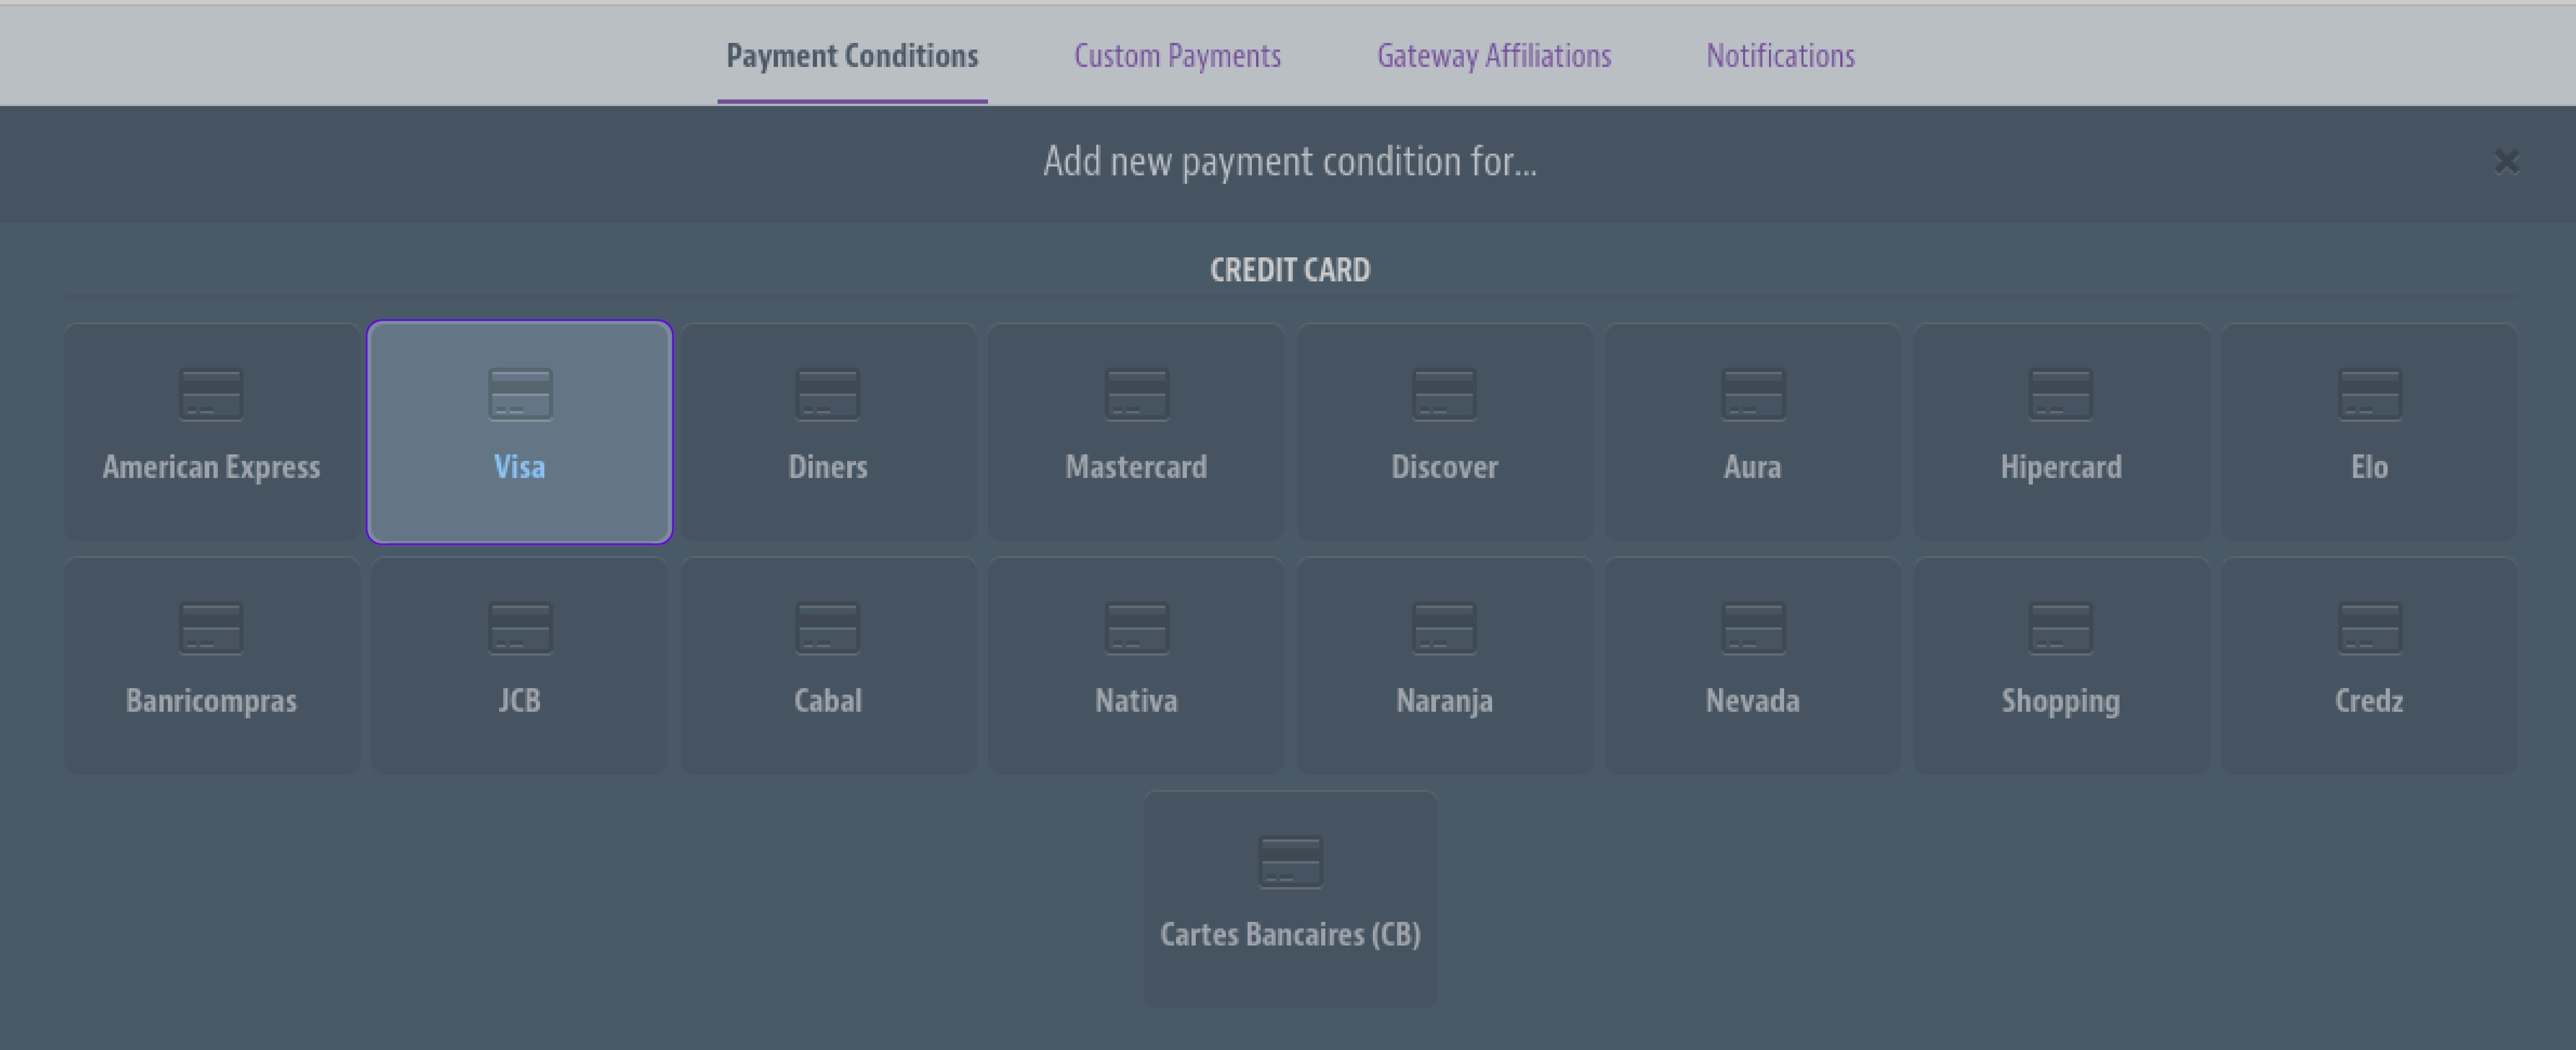 Payment Conditions Custom Payments Gateway Affiliations Notifications
Add new payment condition for...
CREDIT CARD
American Express Visa Diners Mastercard Discover Aura Hipercard Elo
Banricompras JCB Cabal Nativa Naranja Nevada Shopping Credz
Cartes Bancaires (CB)